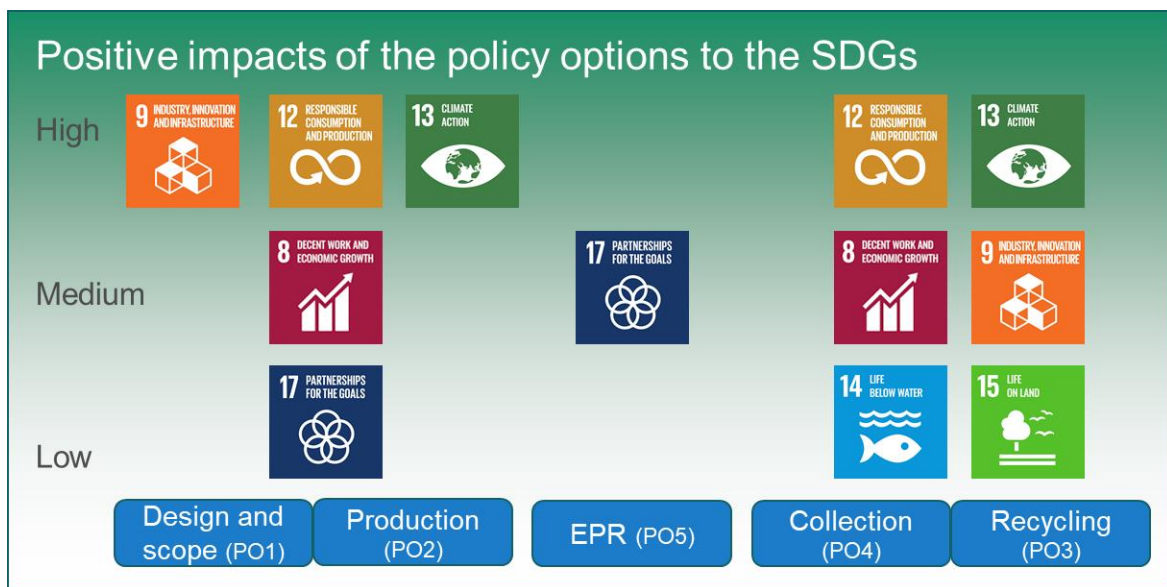 Positive impacts of the policy options to the SDGs
High
9 INDUSTRY, INNOVATION
AND INFRASTRUCTURE
12 RESPONSIBLE
CONSUMPTION
AND PRODUCTION
13 CLIMATE
ACTION
12 RESPONSIBLE
CONSUMPTION
AND PRODUCTION
13 CLIMATE
ACTION
Medium
8 DECENT WORK AND
ECONOMIC GROWTH
17 PARTNERSHIPS
FOR THE GOALS
8 DECENT WORK AND
ECONOMIC GROWTH
9 INDUSTRY, INNOVATION
AND INFRASTRUCTURE
Low
17 PARTNERSHIPS
FOR THE GOALS
14 LIFE
BELOW WATER
15 LIFE
ON LAND
Design and
scope (PO1)
Production
(PO2)
EPR (PO5)
Collection
(PO4)
Recycling
(PO3)